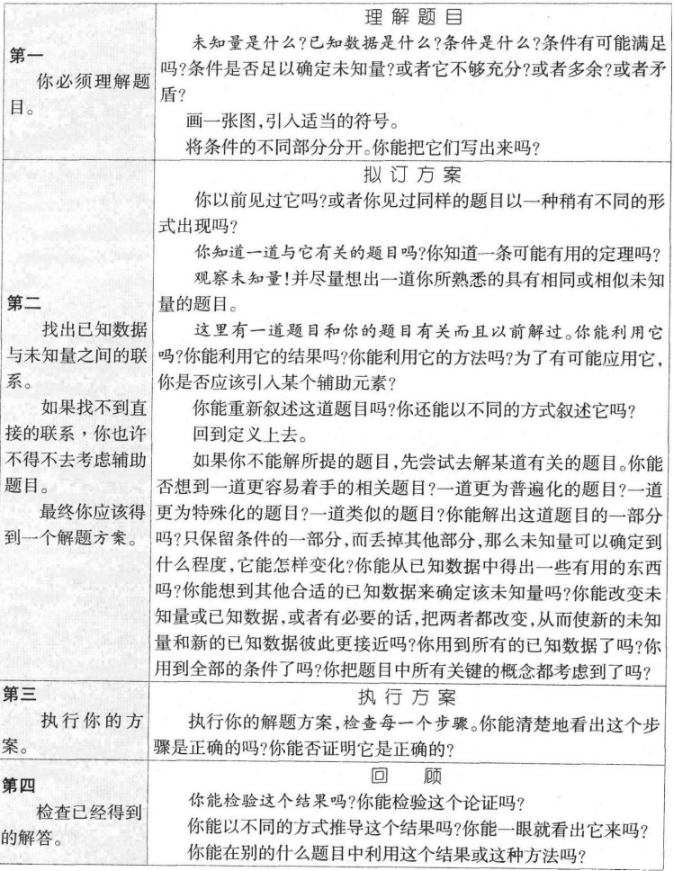 第一
你必须理解题
目。
理解题目
未知量是什么?已知数据是什么?条件是什么?条件有可能满足
吗?条件是否足以确定未知量?或者它不够充分?或者多余?或者矛
盾?
画一张图,引入适当的符号。
将条件的不同部分分开。你能把它们写出来吗?
第二
找出已知数据
与未知量之间的联
系。
如果找不到直
接的联系,你也许
不得不去考虑辅助
题目。
最终你应该得
到一个解题方案。
拟订方案
你以前见过它吗?或者你见过同样的题目以一种稍有不同的形
式出现吗?
你知道一道与它有关的题目吗?你知道一条可能有用的定理吗?
观察未知量!并尽量想出一道你所熟悉的具有相同或相似未知
量的题目。
这里有一道题目和你的题目有关而且以前解过。你能利用它
吗?你能利用它的结果吗?你能利用它的方法吗?为了有可能应用它,
你是否应该引入某个辅助元素?
你能重新叙述这道题目吗?你还能以不同的方式叙述它吗?
回到定义上去。
如果你不能解所提的题目,先尝试去解某道有关的题目。你能
否想到一道更容易着手的相关题目?一道更为普遍化的题目?一道
更为特殊化的题目?一道类似的题目?你能解出这道题目的一部分
吗?只保留条件的一部分,而丢掉其他部分,那么未知量可以确定到
什么程度,它能怎样变化?你能从已知数据中得出一些有用的东西
吗?你能想到其他合适的已知数据来确定该未知量吗?你能改变未
知量或已知数据,或者有必要的话,把两者都改变,从而使新的未知
量和新的已知数据彼此更接近吗?你用到所有的已知数据了吗?你
用到全部的条件了吗?你把题目中所有关键的概念都考虑到了吗?
第三
执行你的方
案。
执行方案
执行你的解题方案,检查每一个步骤。你能清楚地看出这个步
骤是正确的吗?你能否证明它是正确的?
第四
检查已经得到
的解答。
回顾
你能检验这个结果吗?你能检验这个论证吗?
你能以不同的方式推导这个结果吗?你能一眼就看出它来吗?
你能在别的什么题目中利用这个结果或这种方法吗?